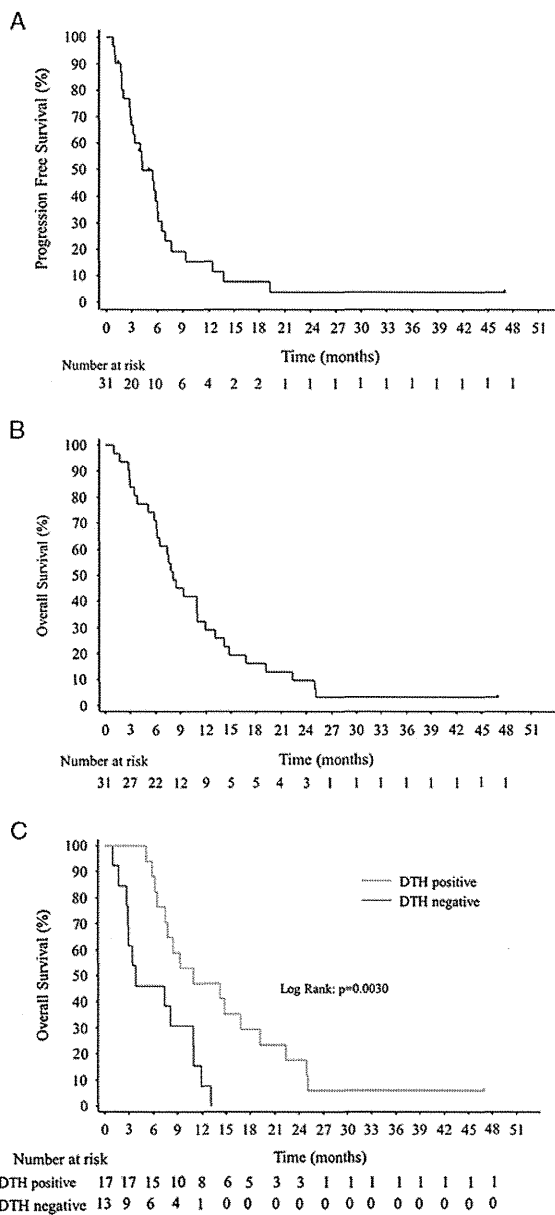 A
100
90
80
70
60
50
40
30
20
10
0
Progression Free Survival (%)
0 3 6 9 12 15 18 21 24 27 30 33 36 39 42 45 48 51
Time (months)
Number at risk
31 20 10 6 4 2 2 1 1 1 1 1 1 1 1 1 1
B
100
90
80
70
60
50
40
30
20
10
0
Overall Survival (%)
0 3 6 9 12 15 18 21 24 27 30 33 36 39 42 45 48 51
Time (months)
Number at risk
31 27 22 12 9 5 5 4 3 1 1 1 1 1 1 1 1
C
100
90
80
70
60
50
40
30
20
10
0
Overall Survival (%)
DTH positive
DTH negative
Log Rank: p=0.0030
0 3 6 9 12 15 18 21 24 27 30 33 36 39 42 45 48 51
Time (months)
Number at risk
DTH positive 17 17 15 10 8 6 5 3 3 1 1 1 1 1 1 1 1
DTH negative 13 9 6 4 1 0 0 0 0 0 0 0 0 0 0 0 0